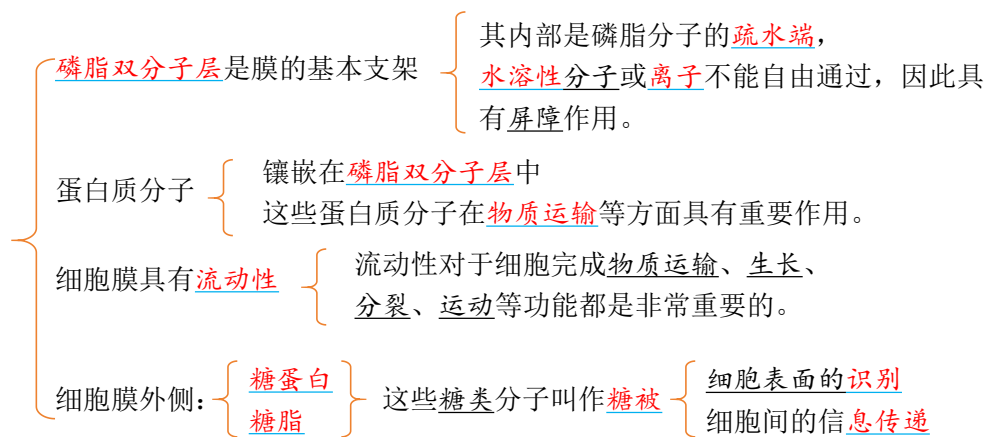 磷脂双分子层是膜的基本支架
其内部是磷脂分子的疏水端，
水溶性分子或离子不能自由通过，因此具
有屏障作用。
蛋白质分子
镶嵌在磷脂双分子层中
这些蛋白质分子在物质运输等方面具有重要作用。
细胞膜具有流动性
流动性对于细胞完成物质运输、生长、
分裂、运动等功能都是非常重要的。
细胞膜外侧：
糖蛋白
糖脂
这些糖类分子叫作糖被
细胞表面的识别
细胞间的信息传递